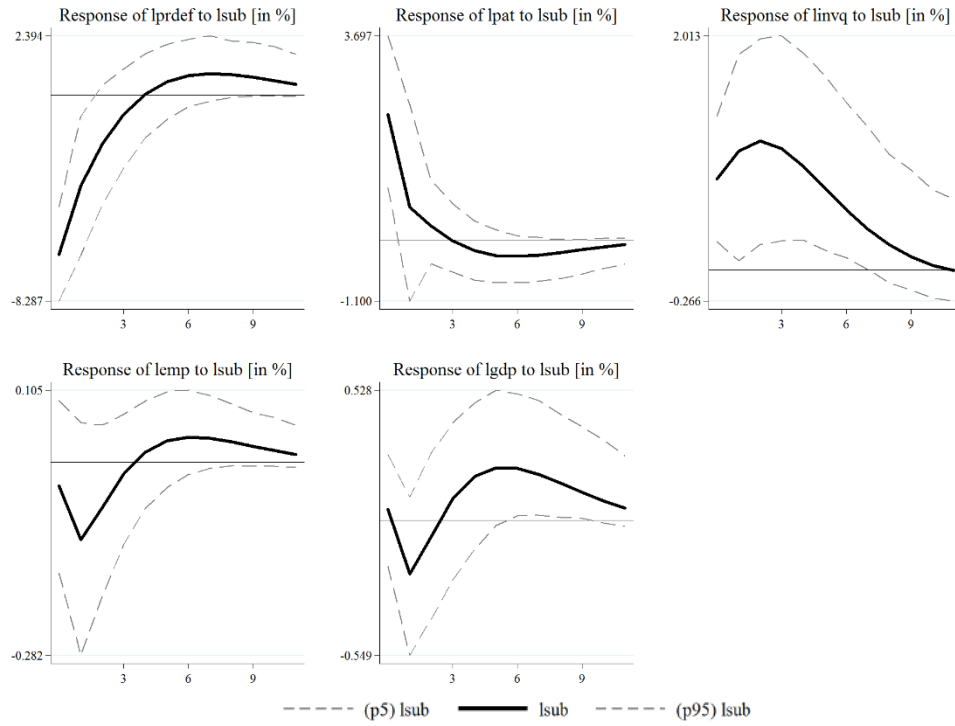 Response of lprdef to lsub [in %]
2.394
-8.287
3 6 9
Response of lpat to lsub [in %]
3.697
-1.100
3 6 9
Response of linvq to lsub [in %]
2.013
-0.266
3 6 9
Response of lemp to lsub [in %]
0.105
-0.282
3 6 9
Response of lgdp to lsub [in %]
0.528
-0.549
3 6 9
(p5) lsub lsub (p95) lsub